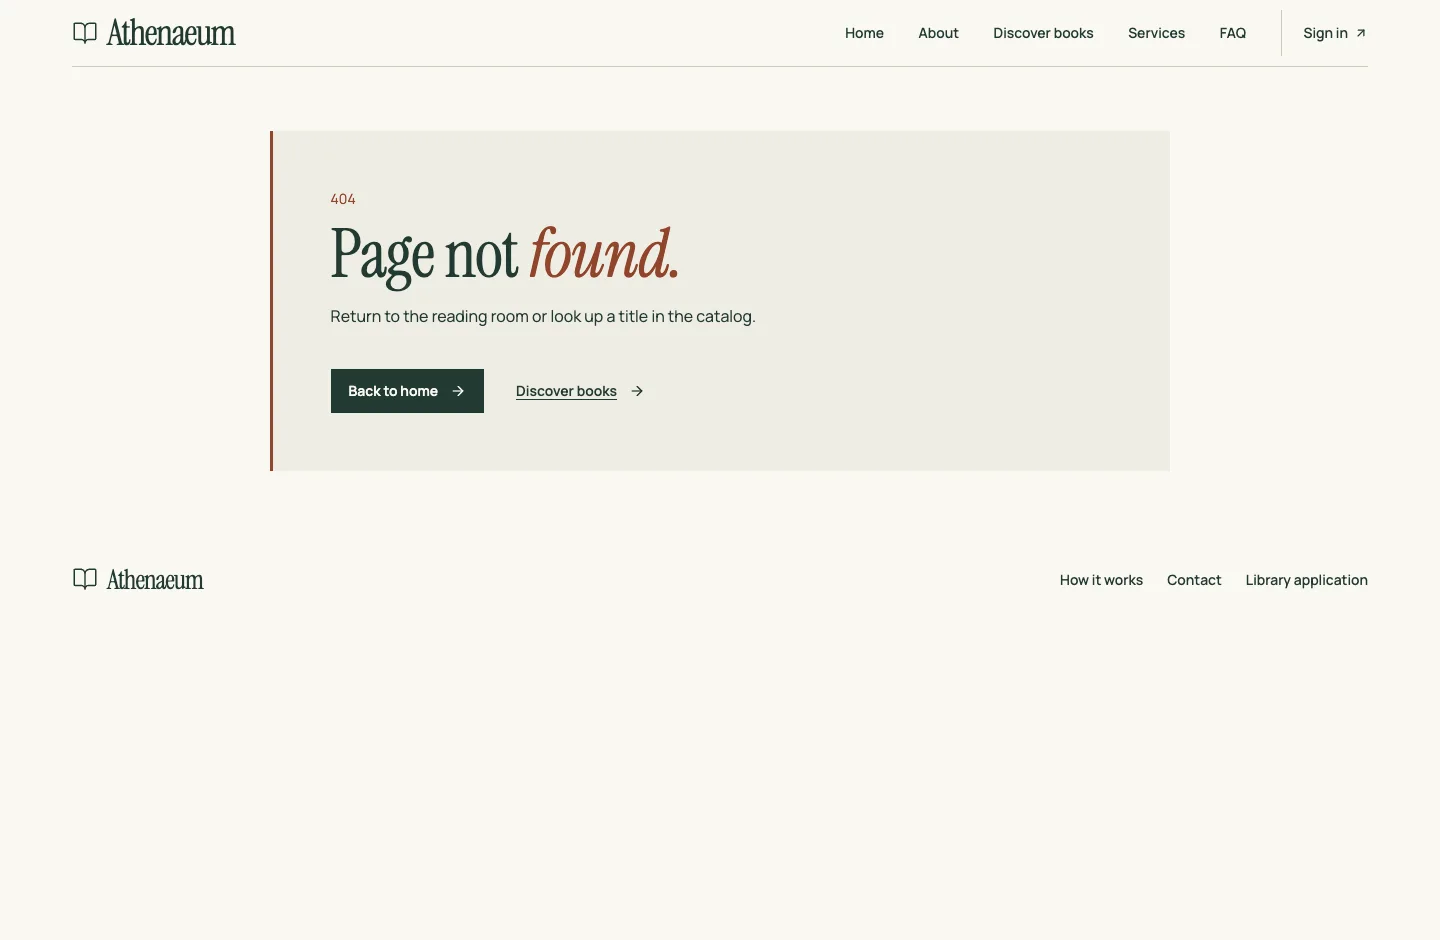 Athenaeum
Home About Discover books Services FAQ Sign in
404
Page not found.
Return to the reading room or look up a title in the catalog.
Back to home Discover books
Athenaeum
How it works Contact Library application